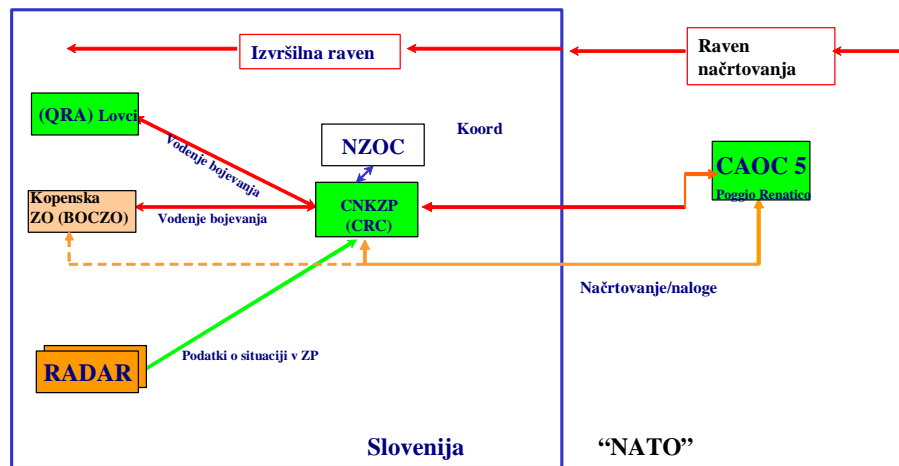 Izvršilna raven
Raven
načrtovanja
(QRA) Lovci
Koord
NZOC
CAOC 5
Poggio Renatico
Vodenje bojevanja
Kopenska
ZO (BOCZO)
Vodenje bojevanja
CNKZP
(CRC)
Načrtovanje/naloge
Podatki o situaciji v ZP
RADAR
Slovenija
“NATO”